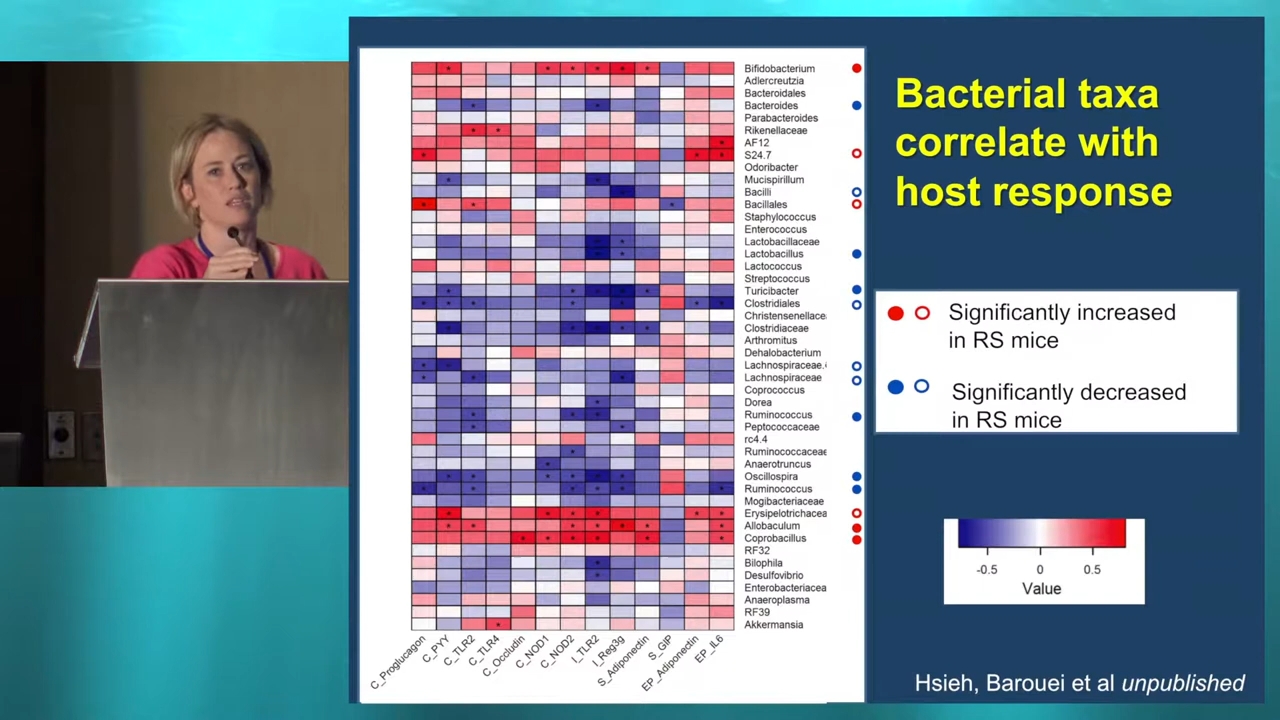 Bifidobacterium
Adlercreutzia
Bacteroidales
Bacteroides
Parabacteroides
Rikenellaceae
AF12
S24.7
Odoribacter
Mucispirillum
Bacilli
Bacillales
Staphylococcus
Enterococcus
Lactobacillaceae
Lactobacillus
Lactococcus
Streptococcus
Turicibacter
Clostridiales
Christensenellacea
Clostridiaceae
Arthromitus
Dehalobacterium
Lachnospiraceae.
Lachnospiraceae
Coprococcus
Dorea
Ruminococcus
Peptococcaceae
rc4.4
Ruminococcaceae
Anaerotruncus
Oscillospira
Ruminococcus
Mogibacteriaceae
Erysipelotrichacea
Allobaculum
Coprobacillus
RF32
Bilophila
Desulfovibrio
Enterobacteriacea
Anaeroplasma
RF39
Akkermansia
C_Proglucagon
C_PYY
C_TLR2
C_TLR4
C_Occludin
C_NOD1
C_NOD2
I_TLR2
I_Reg3g
S_Adiponectin
S_GIP
EP_Adiponectin
EP_IL6
Bacterial taxa
correlate with
host response
Significantly increased
in RS mice
Significantly decreased
in RS mice
-0.5 0 0.5
Value
Hsieh, Barouei et al unpublished